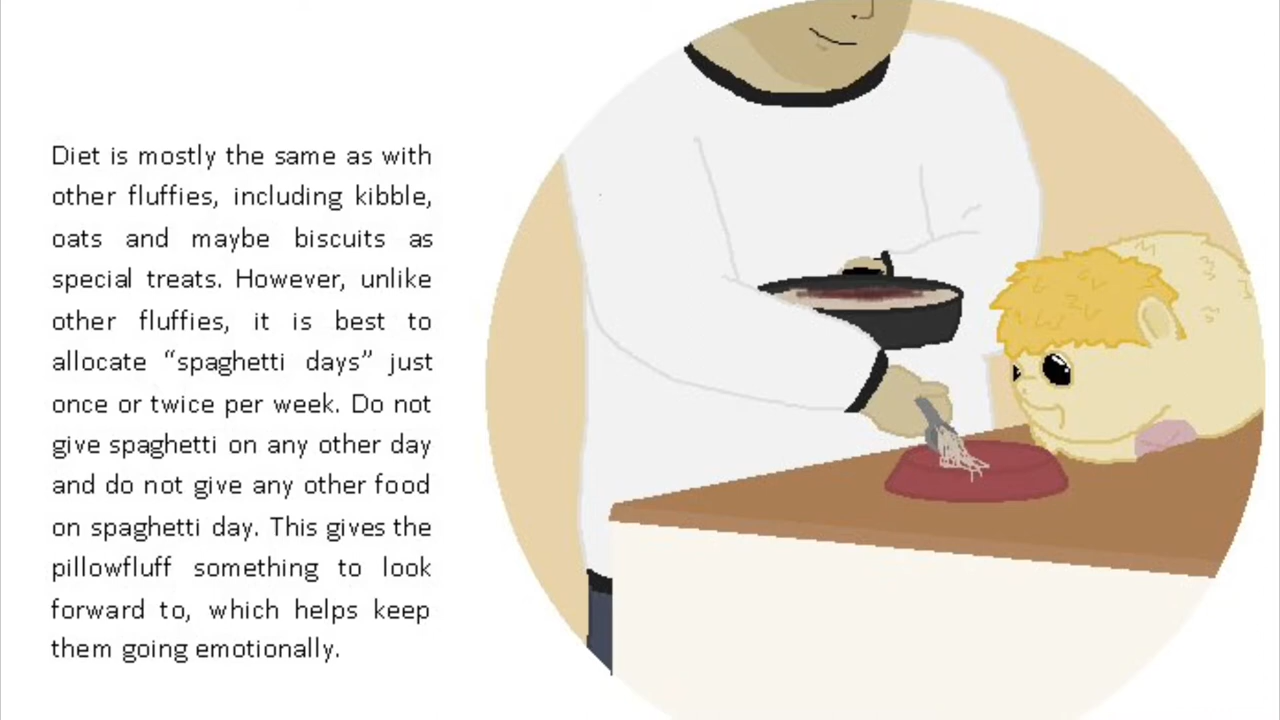 Diet is mostly the same as with
other fluffies, including kibble,
oats and maybe biscuits as
special treats. However, unlike
other fluffies, it is best to
allocate “spaghetti days” just
once or twice per week. Do not
give spaghetti on any other day
and do not give any other food
on spaghetti day. This gives the
pillowfluff something to look
forward to, which helps keep
them going emotionally.